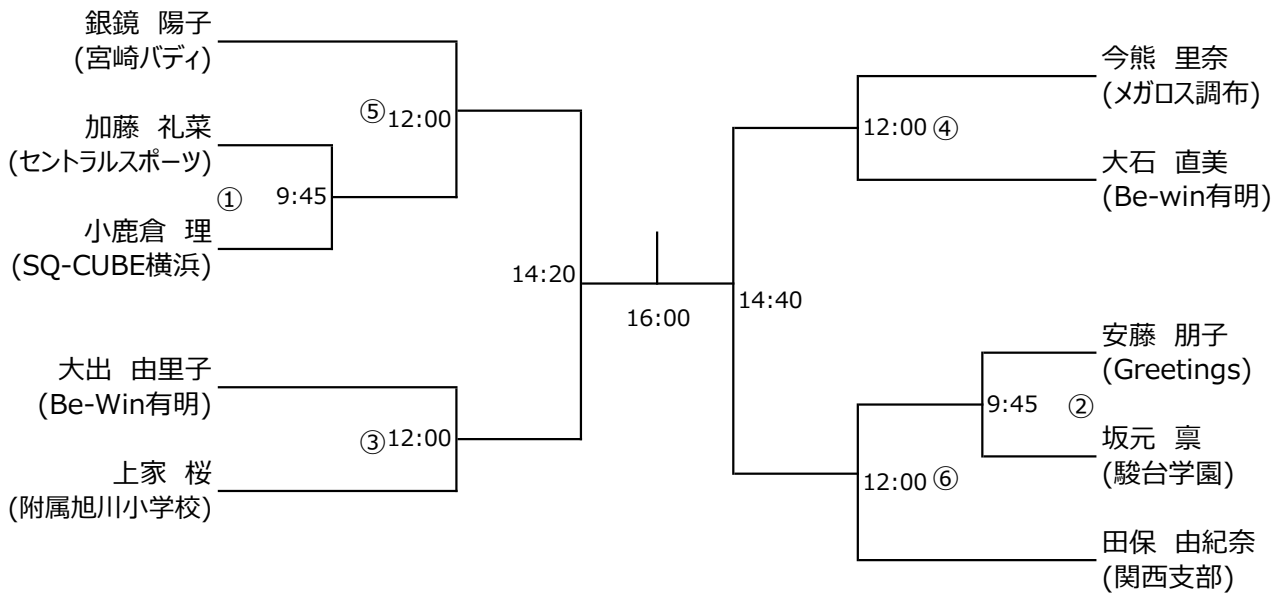 銀鏡　陽子
(宮崎バディ)
⑤
12:00
加藤　礼菜
(セントラルスポーツ)
①
9:45
小鹿倉　理
(SQ-CUBE横浜)
14:20
大出　由里子
(Be-Win有明)
③
12:00
上家　桜
(附属旭川小学校)
16:00
今熊　里奈
(メガロス調布)
12:00
④
大石　直美
(Be-win有明)
14:40
安藤　朋子
(Greetings)
9:45
②
坂元　禀
(駿台学園)
12:00
⑥
田保　由紀奈
(関西支部)